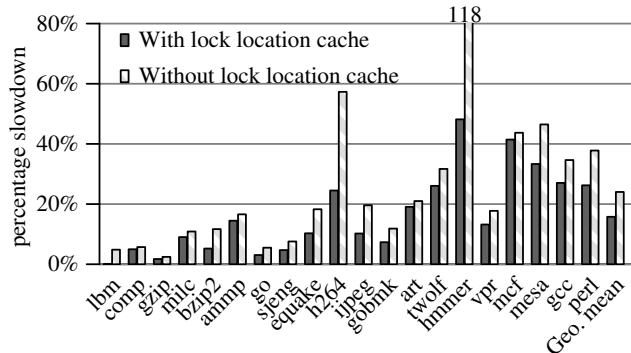 118
80%
With lock location cache
Without lock location cache
60%
40%
20%
0%
percentage slowdown
lbm
comp
gzip
milc
bzip2
ammp
go
sjeng
equake
h264
ijpeg
gobmk
art
twolf
hmmer
vpr
mcf
mesa
gcc
perl
Geo. mean